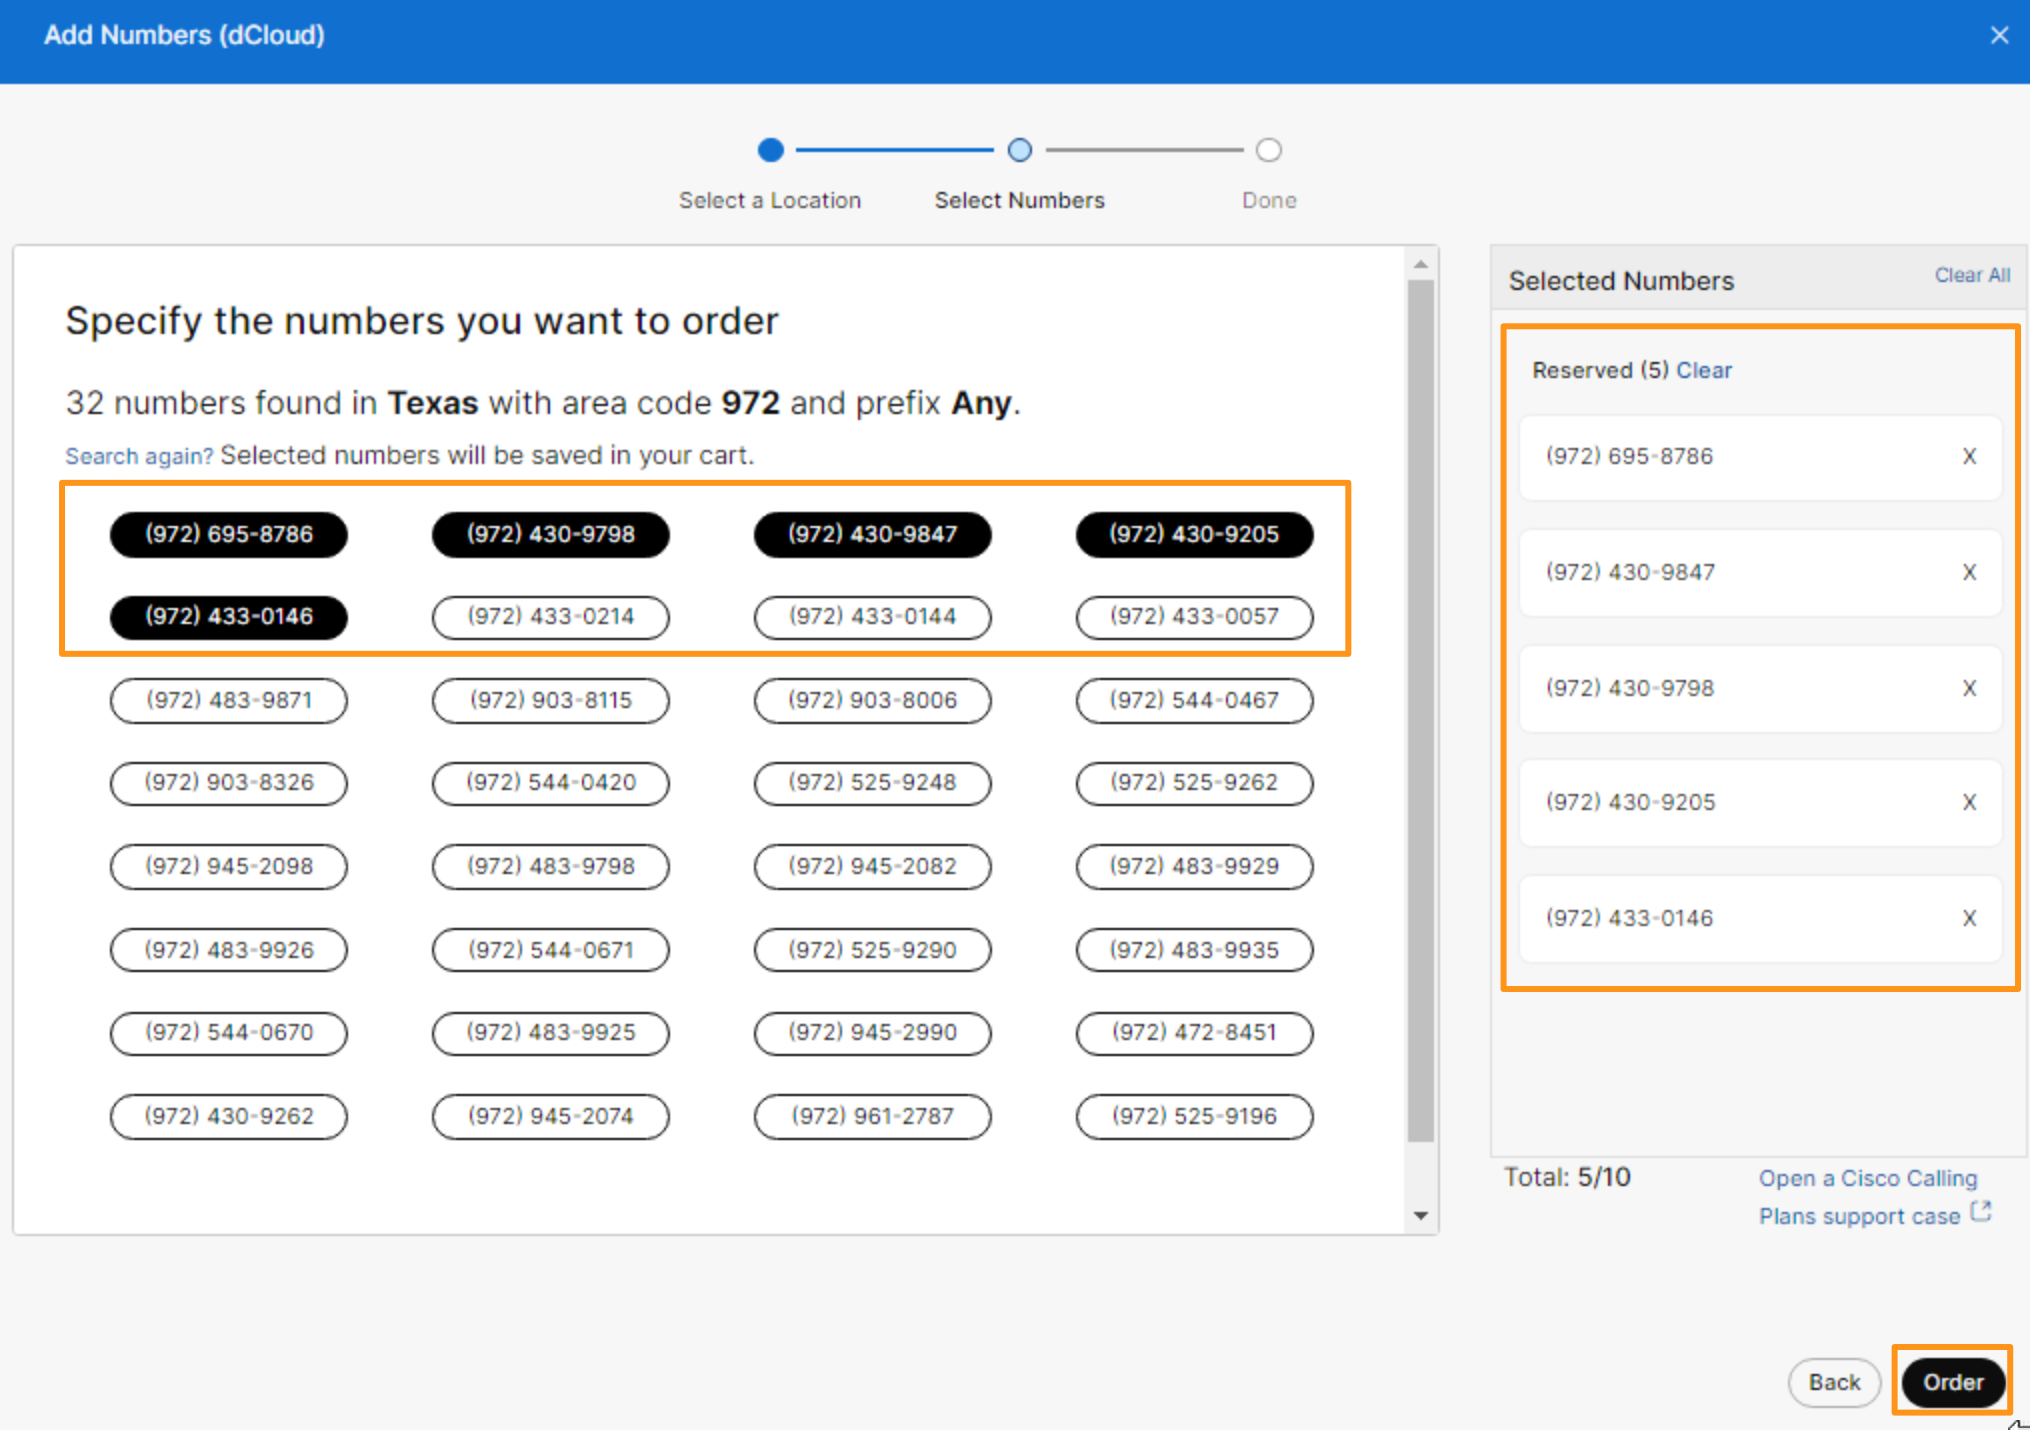 Add Numbers (dCloud)
Select a Location
Select Numbers
Done
Specify the numbers you want to order
32 numbers found in Texas with area code 972 and prefix Any.
Search again? Selected numbers will be saved in your cart.
(972) 695-8786 (972) 430-9798 (972) 430-9847 (972) 430-9205
(972) 433-0146 (972) 433-0214 (972) 433-0144 (972) 433-0057
(972) 483-9871 (972) 903-8115 (972) 903-8006 (972) 544-0467
(972) 903-8326 (972) 544-0420 (972) 525-9248 (972) 525-9262
(972) 945-2098 (972) 483-9798 (972) 945-2082 (972) 483-9929
(972) 483-9926 (972) 544-0671 (972) 525-9290 (972) 483-9935
(972) 544-0670 (972) 483-9925 (972) 945-2990 (972) 472-8451
(972) 430-9262 (972) 945-2074 (972) 961-2787 (972) 525-9196
Selected Numbers Clear All
Reserved (5) Clear
(972) 695-8786 X
(972) 430-9847 X
(972) 430-9798 X
(972) 430-9205 X
(972) 433-0146 X
Total: 5/10
Open a Cisco Calling
Plans support case
Back Order